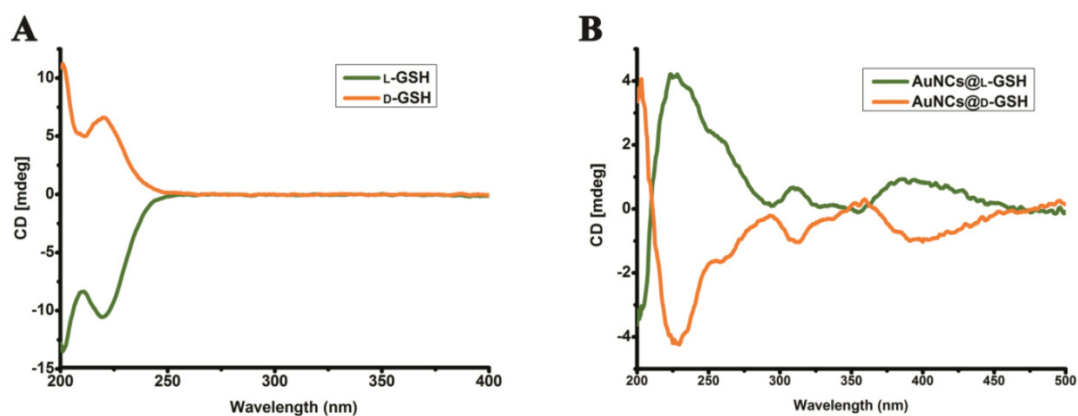 A
B
L-GSH
D-GSH
AuNCs@L-GSH
AuNCs@D-GSH
CD [mdeg]
10
5
0
-5
-10
-15
200
250
300
350
400
Wavelength (nm)
CD [mdeg]
4
2
0
-2
-4
200
250
300
350
400
450
500
Wavelength (nm)